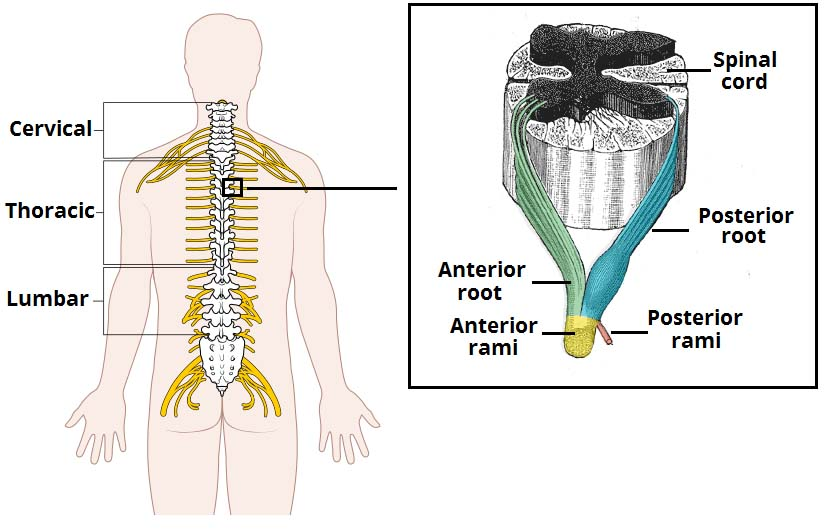 Cervical
Thoracic
Lumbar
Spinal
cord
Posterior
root
Anterior
root
Anterior
rami
Posterior
rami